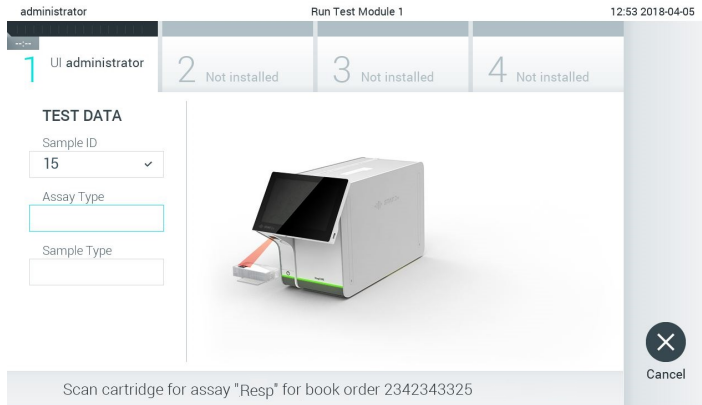 administrator
Run Test Module 1
12:53 2018-04-05
--:--
1 UI administrator
2 Not installed
3 Not installed
4 Not installed
TEST DATA
Sample ID
15
Assay Type
Sample Type
Cancel
Scan cartridge for assay "Resp" for book order 2342343325